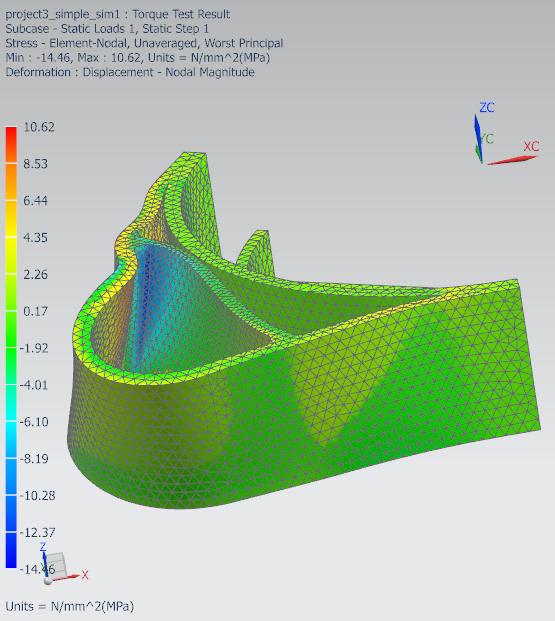 project3_simple_sim1 : Torque Test Result
Subcase - Static Loads 1, Static Step 1
Stress - Element-Nodal, Unaveraged, Worst Principal
Min : -14.46, Max : 10.62, Units = N/mm^2(MPa)
Deformation : Displacement - Nodal Magnitude
ZC
YC
XC
10.62
8.53
6.44
4.35
2.26
0.17
-1.92
-4.01
-6.10
-8.19
-10.28
-12.37
-14.46
Z
X
Units = N/mm^2(MPa)